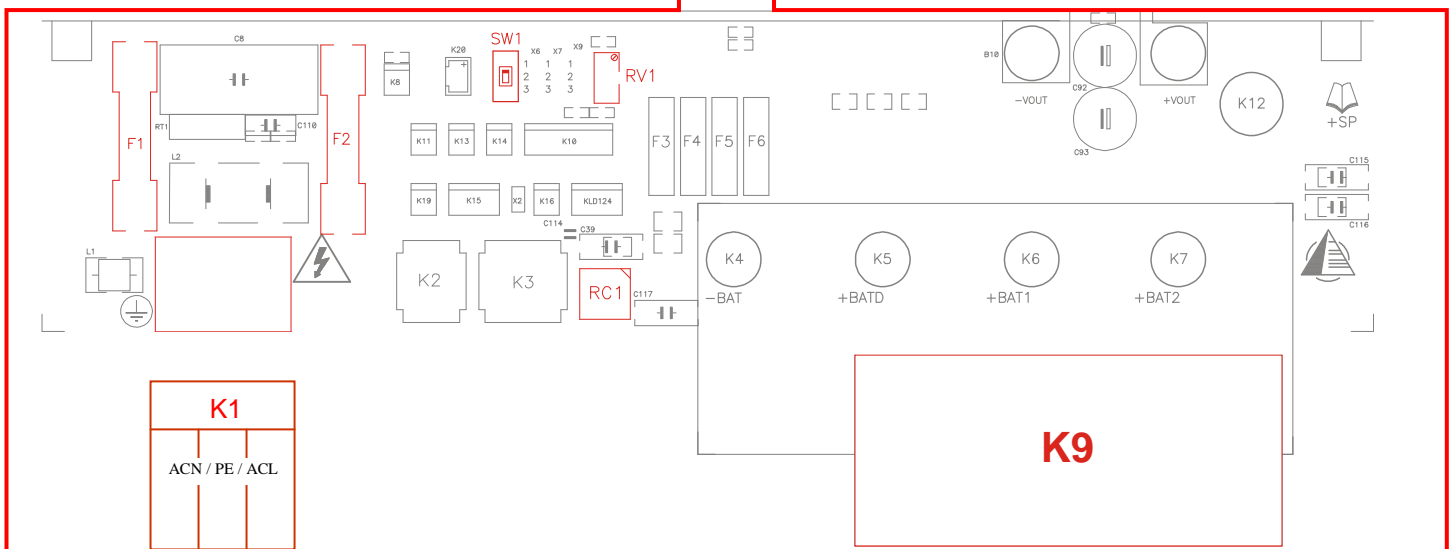 C8
SW1
K20
X6 X7 X9
1 1 1
2 2 2
3 3 3
K8
RV1
B10
-VOUT
C92
+VOUT
K12
+SP
RT1
C110
F1
F2
K11
K13
K14
K10
F3
F4
F5
F6
C93
L2
C115
K19
K15
X2
K16
KLD124
C114
C39
C116
L1
K2
K3
RC1
C117
K4
K5
K6
K7
-BAT
+BATD
+BAT1
+BAT2
K1
ACN / PE / ACL
K9